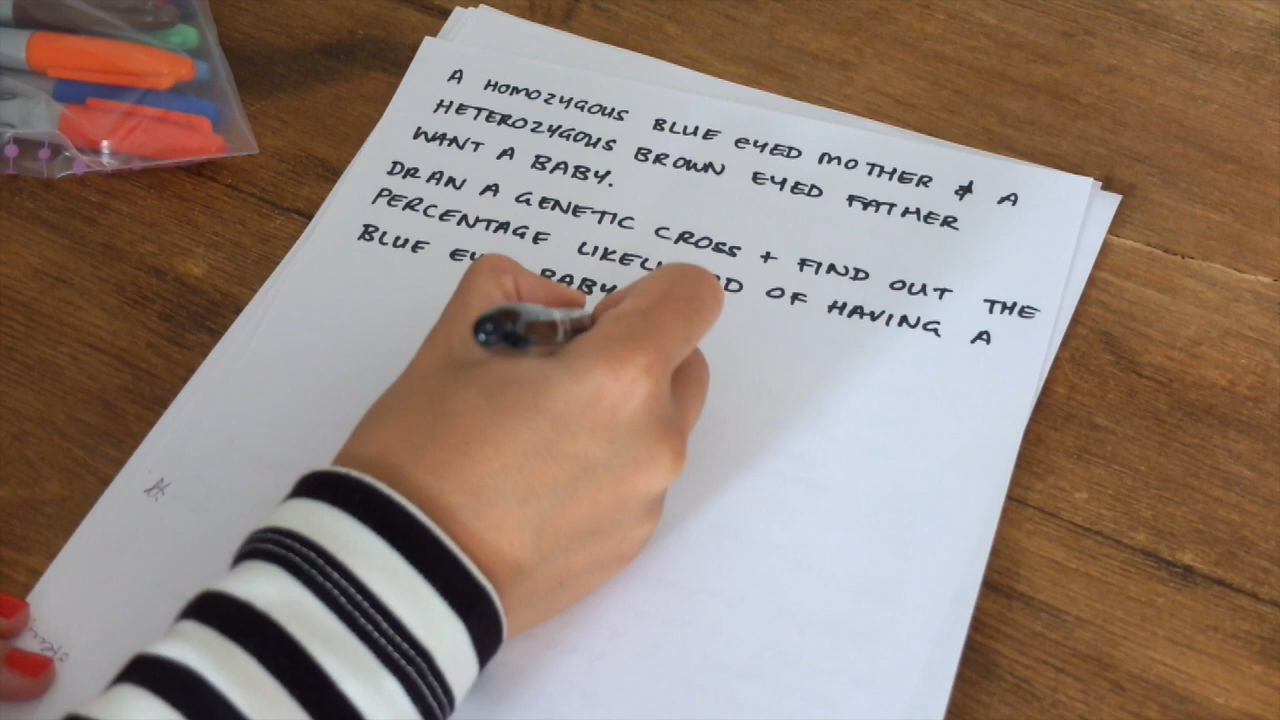 A HOMOZYGOUS BLUE EYED MOTHER & A
HETEROZYGOUS BROWN EYED FATHER
WANT A BABY.
DRAW A GENETIC CROSS + FIND OUT THE
PERCENTAGE LIKELIHOOD OF HAVING A
BLUE BABY